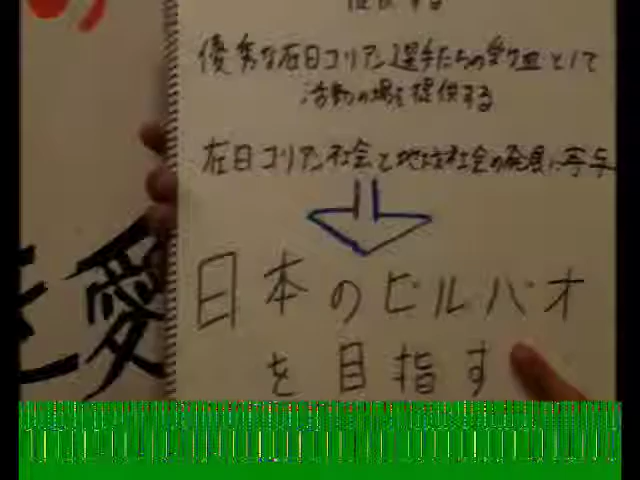 優秀な在日コリアン選手たちの受け皿として
活動の場を提供する
在日コリアン社会と地域社会の発展に寄与
日本のビルバオ
を目指す
愛